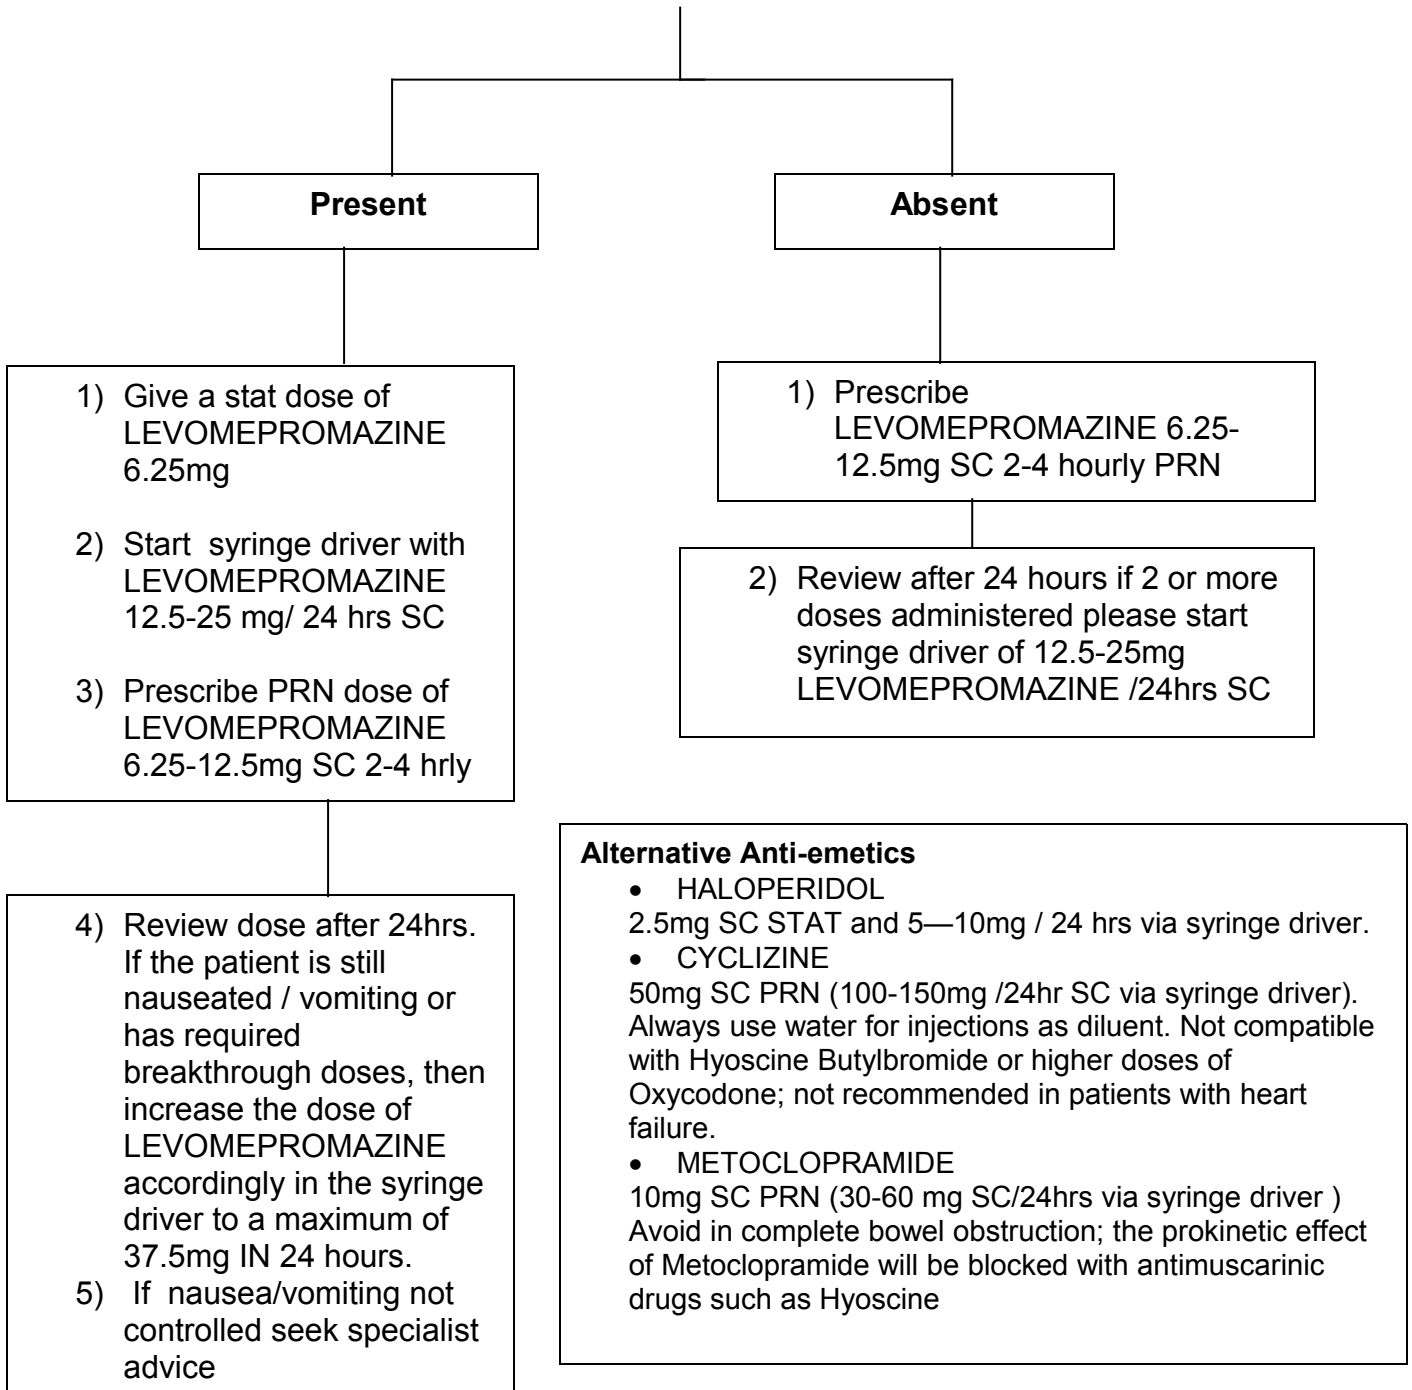 Present
1) Give a stat dose of
LEVOMEPROMAZINE
6.25mg
2) Start  syringe driver with
LEVOMEPROMAZINE
12.5-25 mg/ 24 hrs SC
3) Prescribe PRN dose of
LEVOMEPROMAZINE
6.25-12.5mg SC 2-4 hrly
4) Review dose after 24hrs.
If the patient is still
nauseated / vomiting or
has required
breakthrough doses, then
increase the dose of
LEVOMEPROMAZINE
accordingly in the syringe
driver to a maximum of
37.5mg IN 24 hours.
5) If  nausea/vomiting not
controlled seek specialist
advice
Absent
1) Prescribe
LEVOMEPROMAZINE 6.25-
12.5mg SC 2-4 hourly PRN
2) Review after 24 hours if 2 or more
doses administered please start
syringe driver of 12.5-25mg
LEVOMEPROMAZINE /24hrs SC
Alternative Anti-emetics
• HALOPERIDOL
2.5mg SC STAT and 5—10mg / 24 hrs via syringe driver.
• CYCLIZINE
50mg SC PRN (100-150mg /24hr SC via syringe driver).
Always use water for injections as diluent. Not compatible
with Hyoscine Butylbromide or higher doses of
Oxycodone; not recommended in patients with heart
failure.
• METOCLOPRAMIDE
10mg SC PRN (30-60 mg SC/24hrs via syringe driver )
Avoid in complete bowel obstruction; the prokinetic effect
of Metoclopramide will be blocked with antimuscarinic
drugs such as Hyoscine